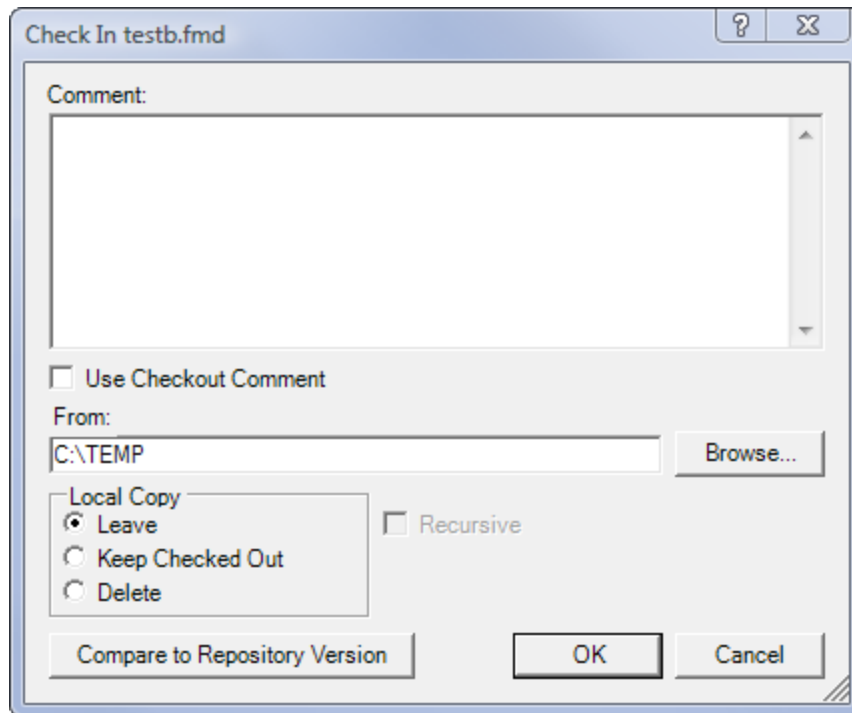 Check In testb.fmd
?
Comment:
Use Checkout Comment
From:
C:\TEMP
Browse...
Local Copy
Leave
Recursive
Keep Checked Out
Delete
Compare to Repository Version
OK
Cancel